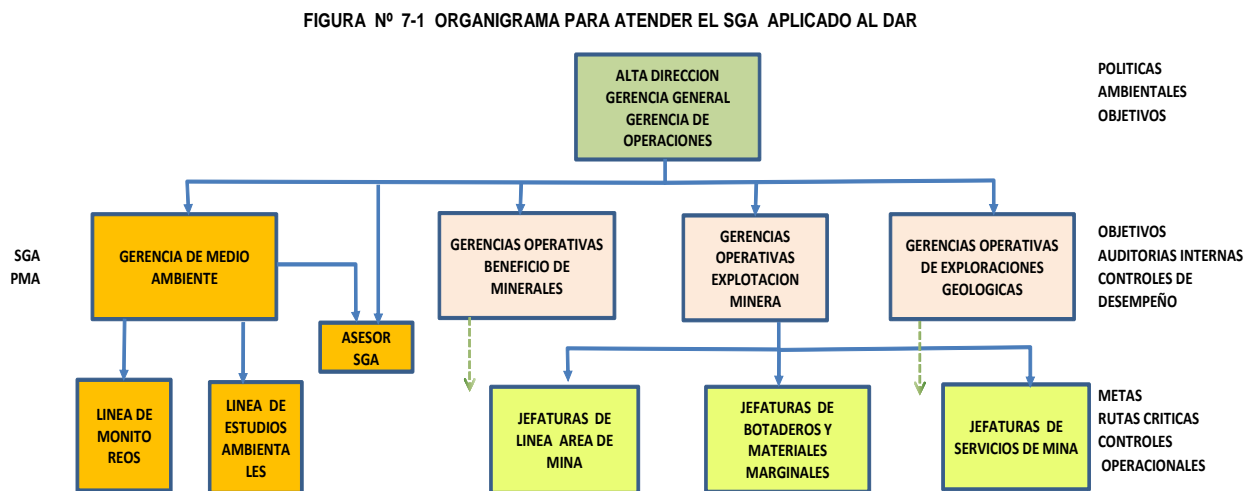 FIGURA Nº 7-1 ORGANIGRAMA PARA ATENDER EL SGA APLICADO AL DAR
ALTA DIRECCION
GERENCIA GENERAL
GERENCIA DE
OPERACIONES
POLITICAS
AMBIENTALES
OBJETIVOS
SGA
PMA
GERENCIA DE MEDIO
AMBIENTE
ASESOR
SGA
GERENCIAS OPERATIVAS
BENEFICIO DE
MINERALES
GERENCIAS
OPERATIVAS
EXPLOTACION
MINERA
GERENCIAS OPERATIVAS
DE EXPLORACIONES
GEOLOGICAS
OBJETIVOS
AUDITORIAS INTERNAS
CONTROLES DE
DESEMPEÑO
LINEA DE
MONITO
REOS
LINEA DE
ESTUDIOS
AMBIENTA
LES
JEFATURAS DE
LINEA AREA DE
MINA
JEFATURAS DE
BOTADEROS Y
MATERIALES
MARGINALES
JEFATURAS DE
SERVICIOS DE MINA
METAS
RUTAS CRITICAS
CONTROLES
OPERACIONALES